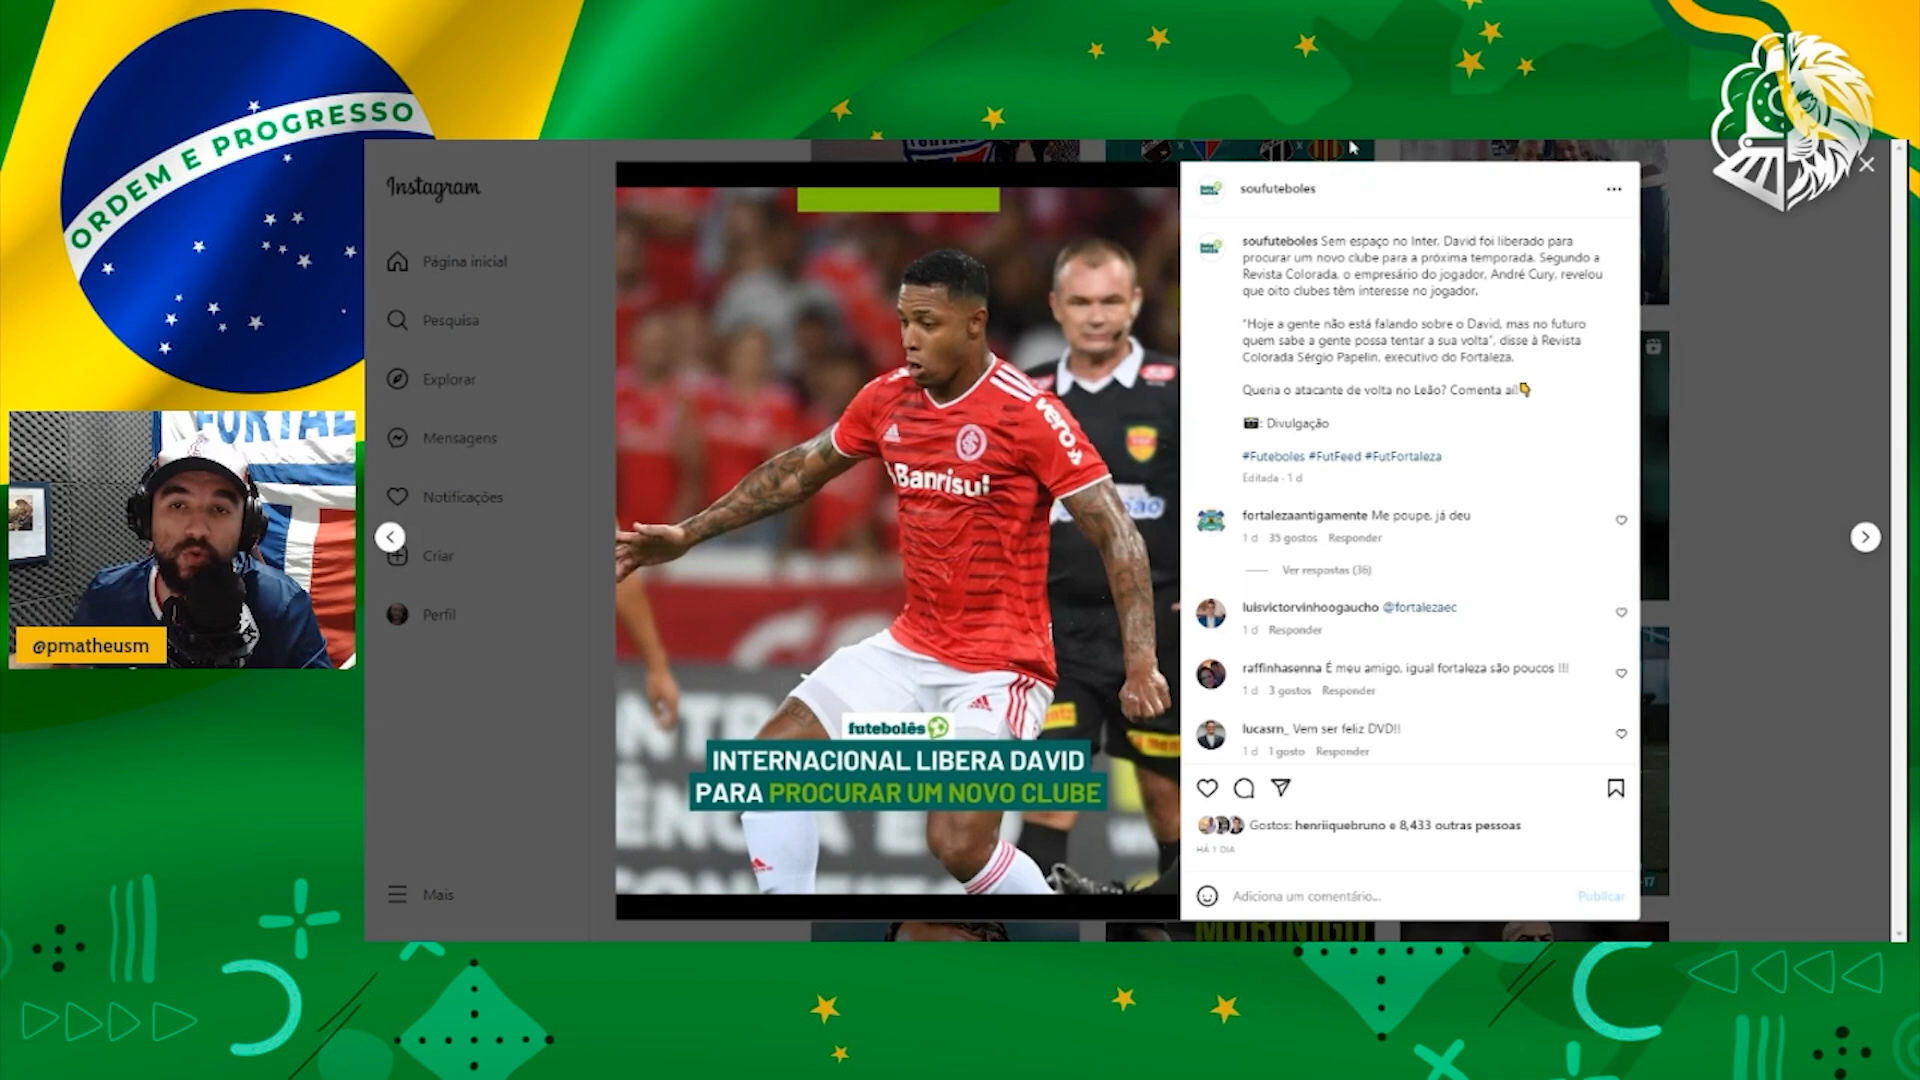 ORDEM E PROGRESSO
Instagram
Página inicial
Pesquisa
Explorar
Mensagens
Notificações
Criar
Perfil
Mais
@pmatheusm
vero
Banrisul
futebolês
INTERNACIONAL LIBERA DAVID
PARA PROCURAR UM NOVO CLUBE
soufuteboles
soufuteboles Sem espaço no Inter, David foi liberado para
procurar um novo clube para a próxima temporada. Segundo a
Revista Colorada, o empresário do jogador, André Cury, revelou
que oito clubes têm interesse no jogador.
"Hoje a gente não está falando sobre o David, mas no futuro
quem sabe a gente possa tentar a sua volta", disse à Revista
Colorada Sérgio Papelin, executivo do Fortaleza.
Queria o atacante de volta no Leão? Comenta aí!👇
📷: Divulgação
#Futeboles #FutFeed #FutFortaleza
Editada · 1 d
fortalezaantigamente Me poupe, já deu
1 d 35 gostos Responder
Ver respostas (36)
luisvictorvinhoogaucho @fortalezaec
1 d Responder
raffinhasenna É meu amigo, igual fortaleza são poucos !!!
1 d 3 gostos Responder
lucasrn_ Vem ser feliz DVD!!
1 d 1 gosto Responder
Gostos: henriiquebruno e 8,433 outras pessoas
HÁ 1 DIA
Adiciona um comentário...
Publicar